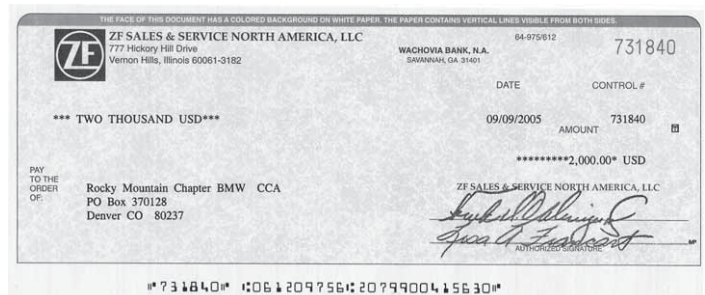 THE FACE OF THIS DOCUMENT HAS A COLORED BACKGROUND ON WHITE PAPER. THE PAPER CONTAINS VERTICAL LINES VISIBLE FROM BOTH SIDES.
ZF
ZF SALES & SERVICE NORTH AMERICA, LLC
777 Hickory Hill Drive
Vernon Hills, Illinois 60061-3182
WACHOVIA BANK, N.A.
SAVANNAH, GA 31401
64-975/612
731840
DATE CONTROL #
*** TWO THOUSAND USD***
09/09/2005 731840
AMOUNT
*********2,000.00* USD
PAY
TO THE
ORDER
OF:
Rocky Mountain Chapter BMW CCA
PO Box 370128
Denver CO 80237
ZF SALES & SERVICE NORTH AMERICA, LLC
AUTHORIZED SIGNATURE
MP
⑈731840⑈ ⑆061209756⑆2079900415630⑈